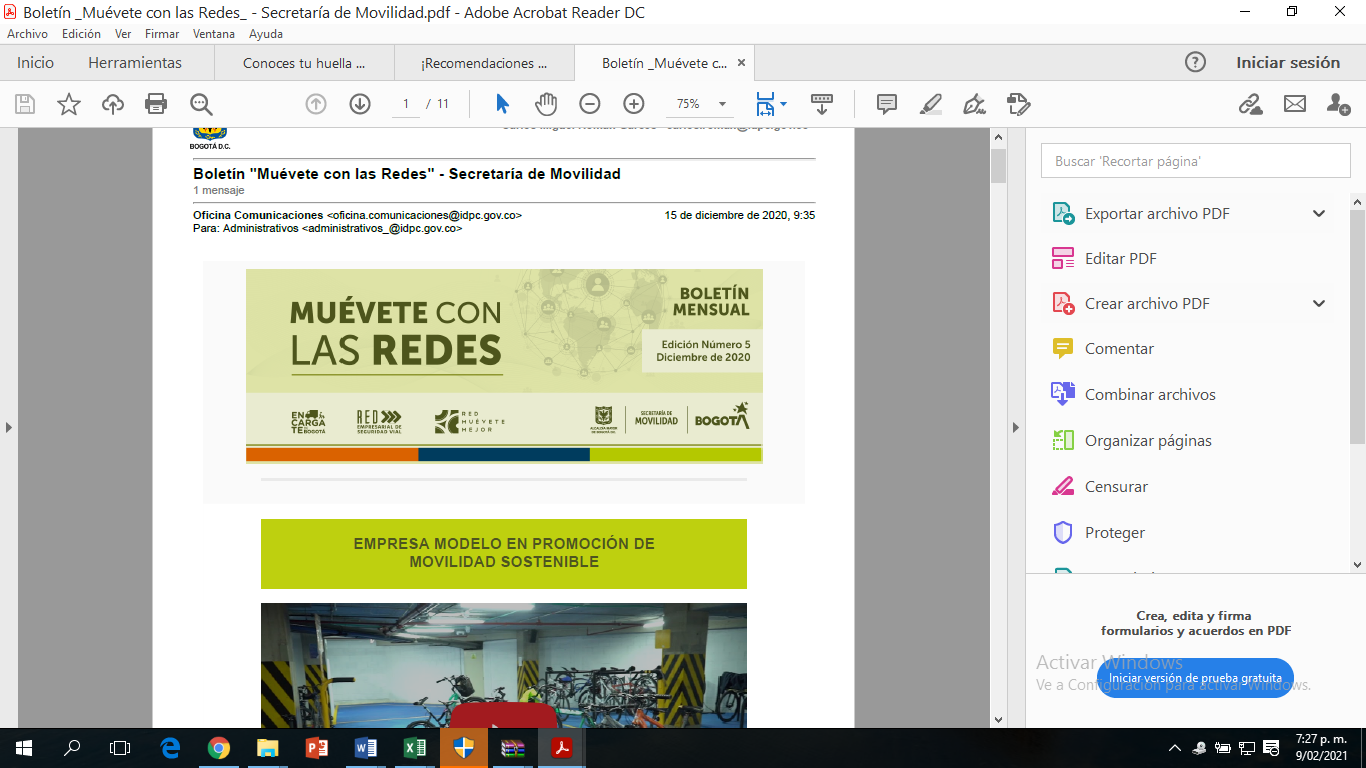 Boletín _Muévete con las Redes_ - Secretaría de Movilidad.pdf - Adobe Acrobat Reader DC
Archivo Edición Ver Firmar Ventana Ayuda
Inicio Herramientas Conoces tu huella ... ¡Recomendaciones ... Boletín _Muévete c... × Iniciar sesión
1 / 11 75%
BOGOTÁ D.C.
Boletín "Muévete con las Redes" - Secretaría de Movilidad
1 mensaje
Oficina Comunicaciones <oficina.comunicaciones@idpc.gov.co> 15 de diciembre de 2020, 9:35
Para: Administrativos <administrativos_@idpc.gov.co>
MUÉVETE CON
LAS REDES
BOLETÍN
MENSUAL
Edición Número 5
Diciembre de 2020
EN
CARGA
TE BOGOTÁ
RED
EMPRESARIAL DE
SEGURIDAD VIAL
RED
MUÉVETE
MEJOR
ALCALDÍA MAYOR
DE BOGOTÁ D.C.
SECRETARÍA DE
MOVILIDAD
BOGOTÁ
EMPRESA MODELO EN PROMOCIÓN DE
MOVILIDAD SOSTENIBLE
Buscar 'Recortar página'
Exportar archivo PDF
Editar PDF
Crear archivo PDF
Comentar
Combinar archivos
Organizar páginas
Censurar
Proteger
Crea, edita y firma
formularios y acuerdos en PDF
Iniciar versión de prueba gratuita
Activar Windows
Ve a Configuración para activar Windows.
7:27 p. m.
9/02/2021